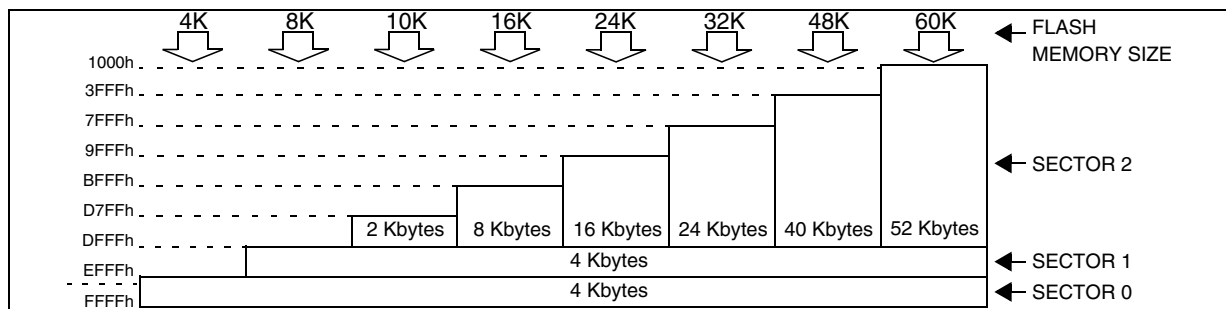 4K 8K 10K 16K 24K 32K 48K 60K
FLASH
MEMORY SIZE
1000h
3FFFh
7FFFh
9FFFh
SECTOR 2
BFFFh
D7FFh
2 Kbytes 8 Kbytes 16 Kbytes 24 Kbytes 40 Kbytes 52 Kbytes
DFFFh
4 Kbytes
SECTOR 1
EFFFh
4 Kbytes
SECTOR 0
FFFFh